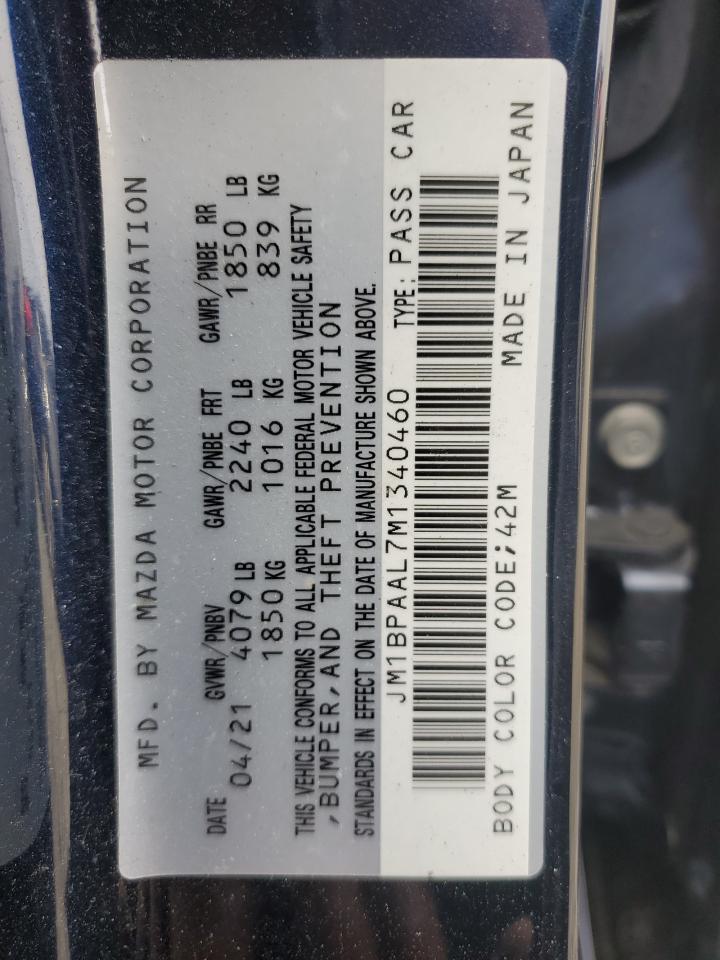 MFD. BY MAZDA MOTOR CORPORATION
DATE GVWR/PNBV GAWR/PNBE FRT GAWR/PNBE RR
04/21 4079 LB 2240 LB 1850 LB
1850 KG 1016 KG 839 KG
THIS VEHICLE CONFORMS TO ALL APPLICABLE FEDERAL MOTOR VEHICLE SAFETY
,BUMPER,AND THEFT PREVENTION
STANDARDS IN EFFECT ON THE DATE OF MANUFACTURE SHOWN ABOVE.
JM1BPAAL7M1340460 TYPE: PASS CAR
BODY COLOR CODE;42M MADE IN JAPAN